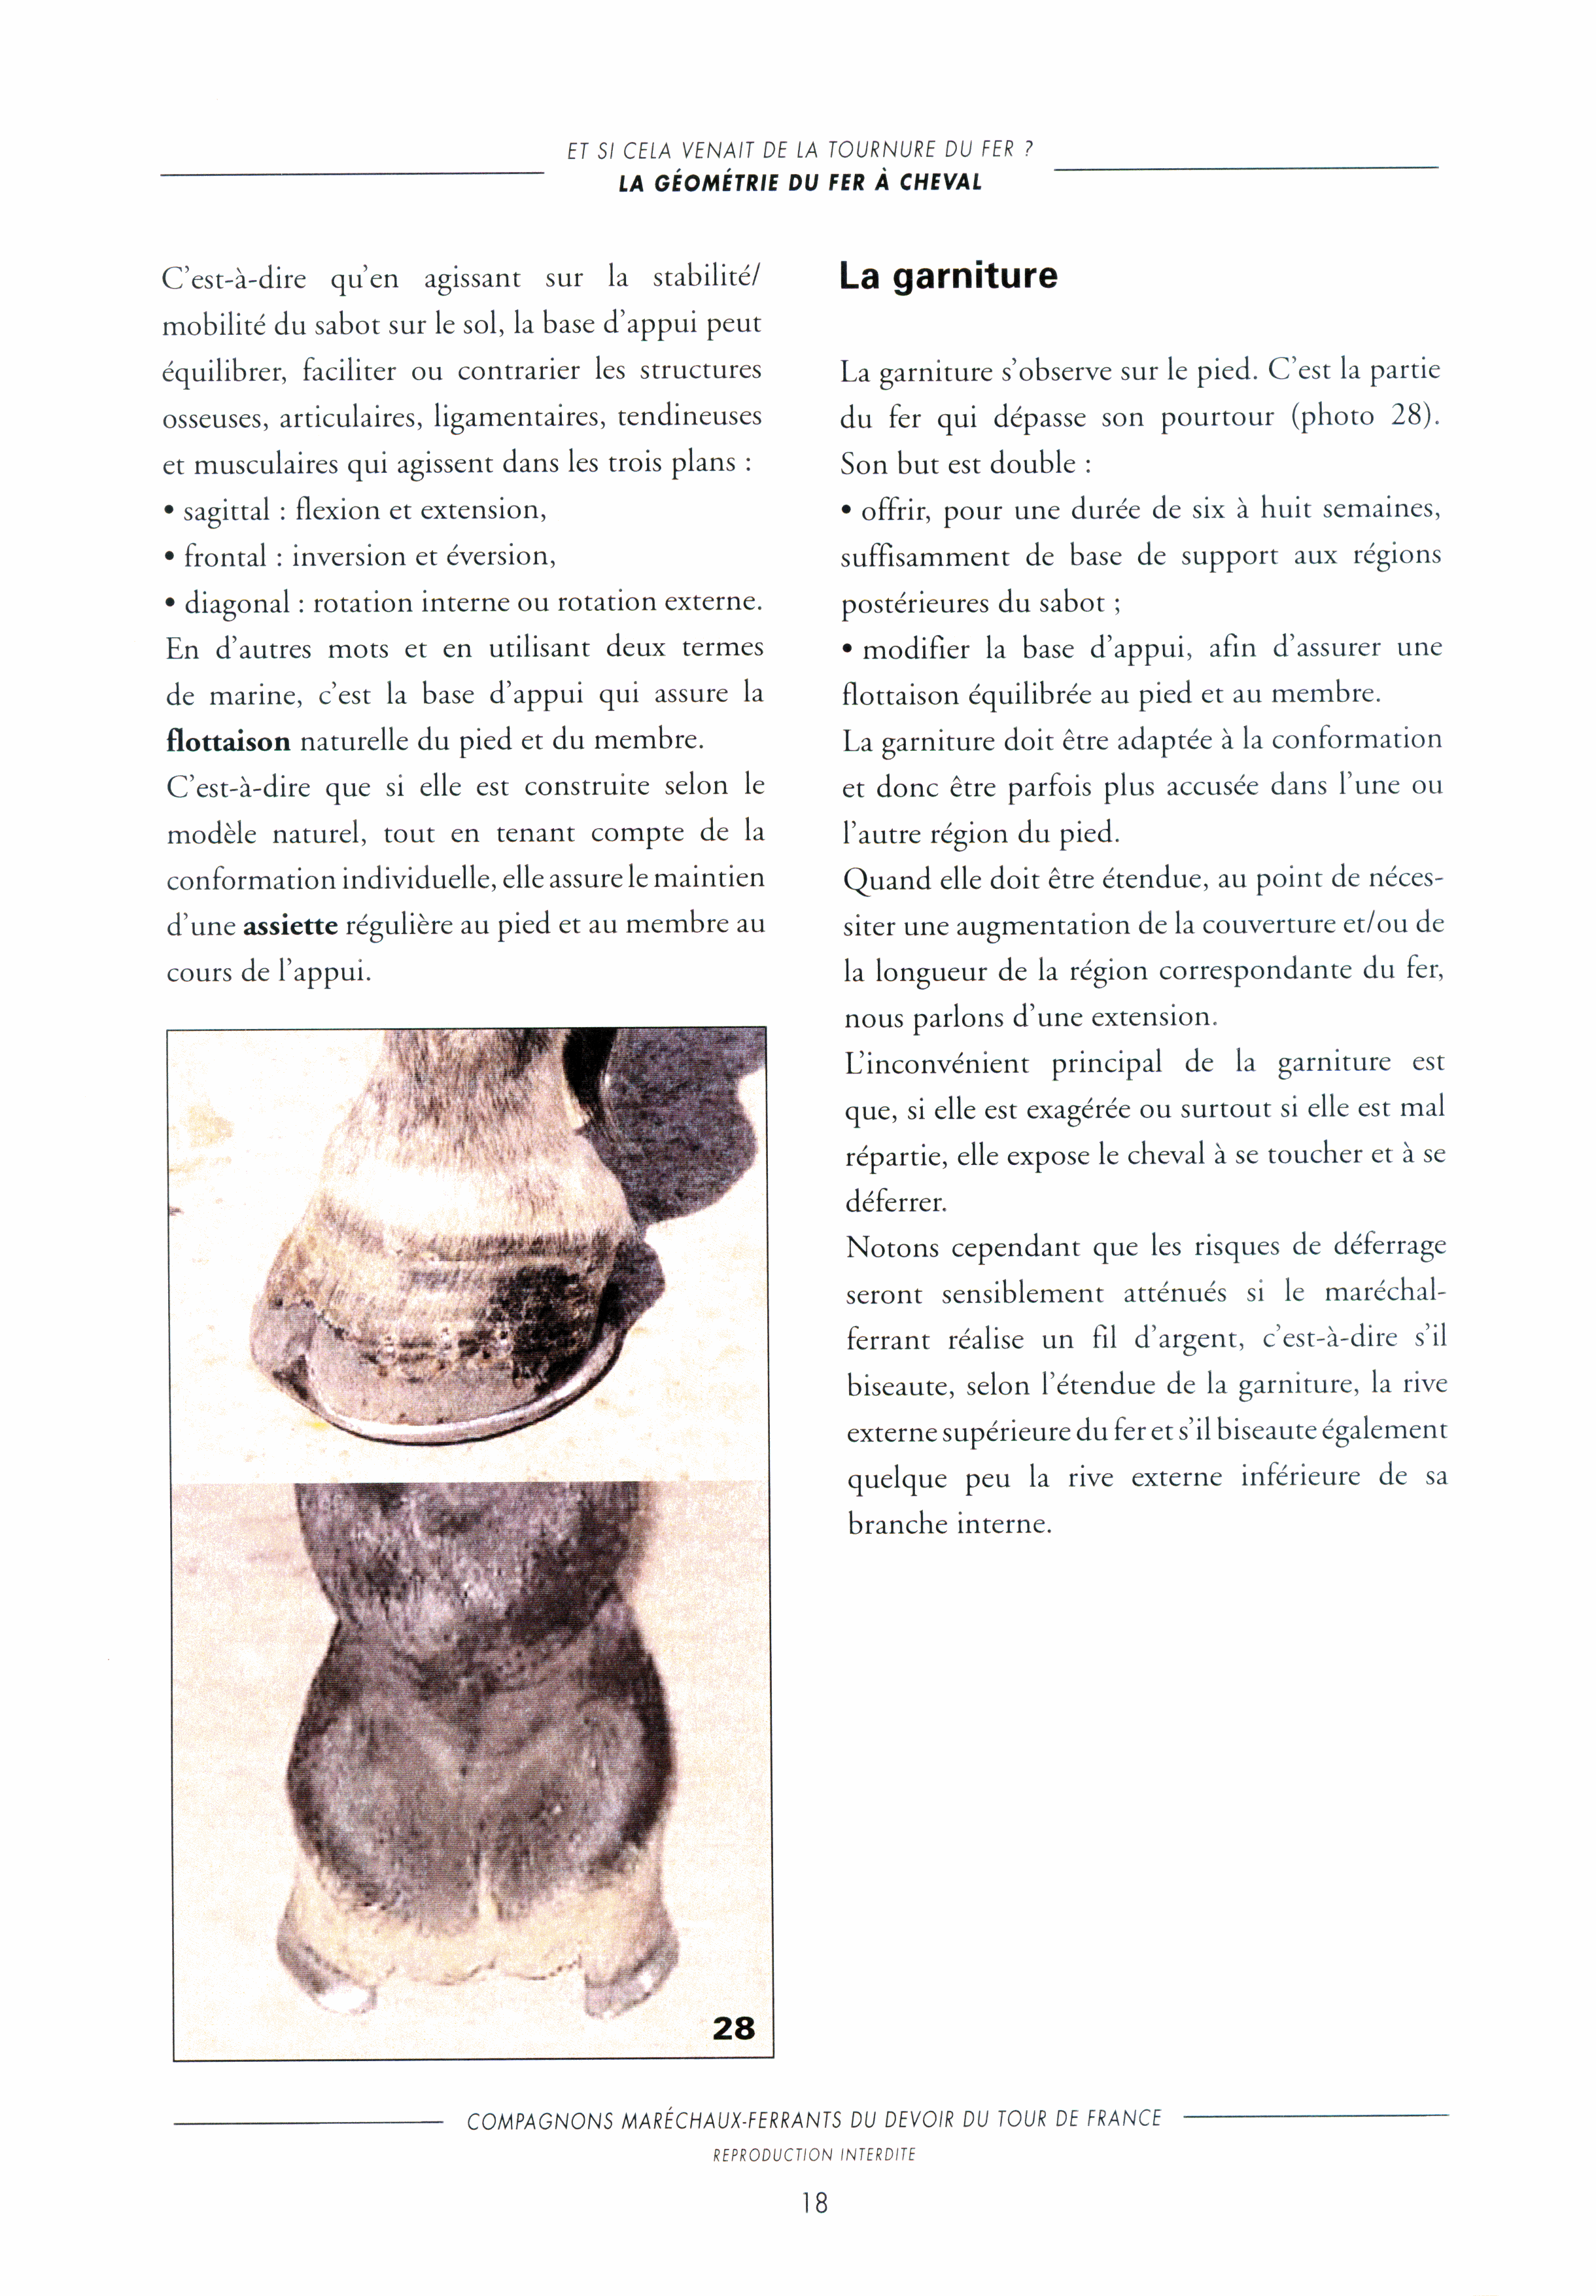 ET SI CELA VENAIT DE LA TOURNURE DU FER ?
LA GÉOMÉTRIE DU FER À CHEVAL
C'est-à-dire qu'en agissant sur la stabilité/
mobilité du sabot sur le sol, la base d'appui peut
équilibrer, faciliter ou contrarier les structures
osseuses, articulaires, ligamentaires, tendineuses
et musculaires qui agissent dans les trois plans :
• sagittal : flexion et extension,
• frontal : inversion et éversion,
• diagonal : rotation interne ou rotation externe.
En d'autres mots et en utilisant deux termes
de marine, c'est la base d'appui qui assure la
flottaison naturelle du pied et du membre.
C'est-à-dire que si elle est construite selon le
modèle naturel, tout en tenant compte de la
conformation individuelle, elle assure le maintien
d'une assiette régulière au pied et au membre au
cours de l'appui.
28
La garniture
La garniture s'observe sur le pied. C'est la partie
du fer qui dépasse son pourtour (photo 28).
Son but est double :
• offrir, pour une durée de six à huit semaines,
suffisamment de base de support aux régions
postérieures du sabot ;
• modifier la base d'appui, afin d'assurer une
flottaison équilibrée au pied et au membre.
La garniture doit être adaptée à la conformation
et donc être parfois plus accusée dans l'une ou
l'autre région du pied.
Quand elle doit être étendue, au point de néces-
siter une augmentation de la couverture et/ou de
la longueur de la région correspondante du fer,
nous parlons d'une extension.
L'inconvénient principal de la garniture est
que, si elle est exagérée ou surtout si elle est mal
répartie, elle expose le cheval à se toucher et à se
déferrer.
Notons cependant que les risques de déferrage
seront sensiblement atténués si le maréchal-
ferrant réalise un fil d'argent, c'est-à-dire s'il
biseaute, selon l'étendue de la garniture, la rive
externe supérieure du fer et s'il biseaute également
quelque peu la rive externe inférieure de sa
branche interne.
COMPAGNONS MARÉCHAUX-FERRANTS DU DEVOIR DU TOUR DE FRANCE
REPRODUCTION INTERDITE
18